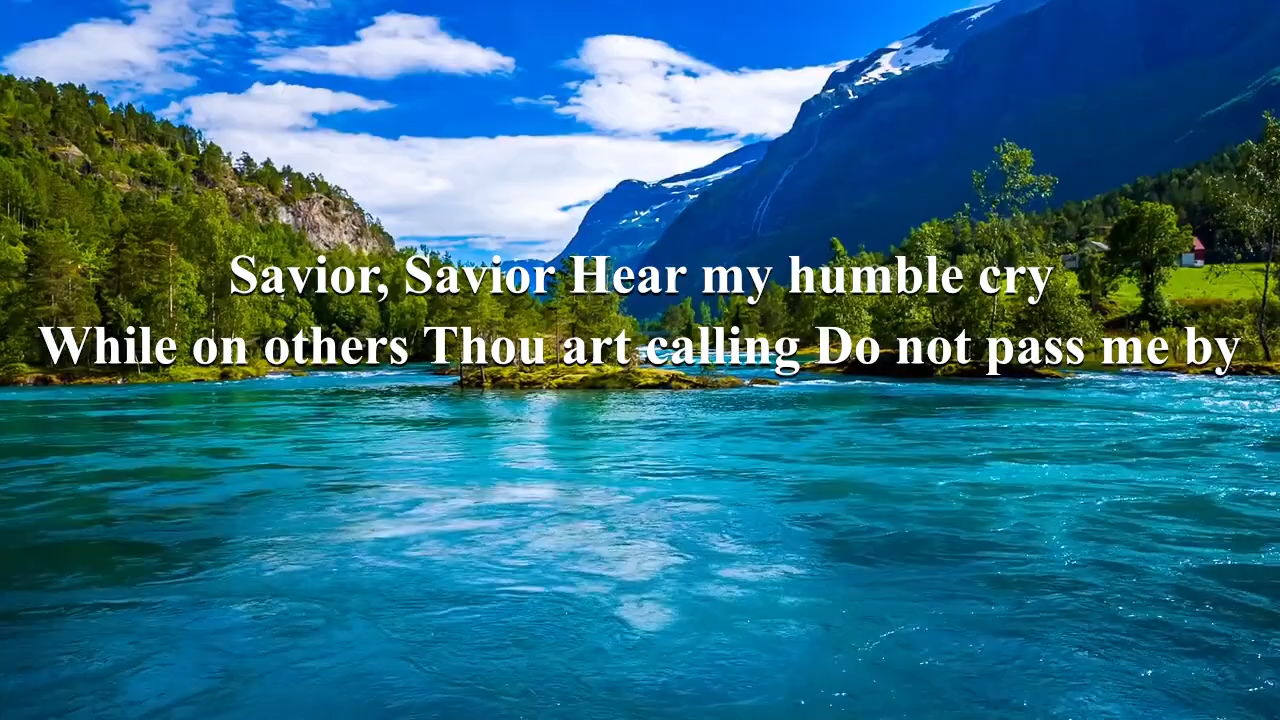 Savior, Savior Hear my humble cry
While on others Thou art calling Do not pass me by